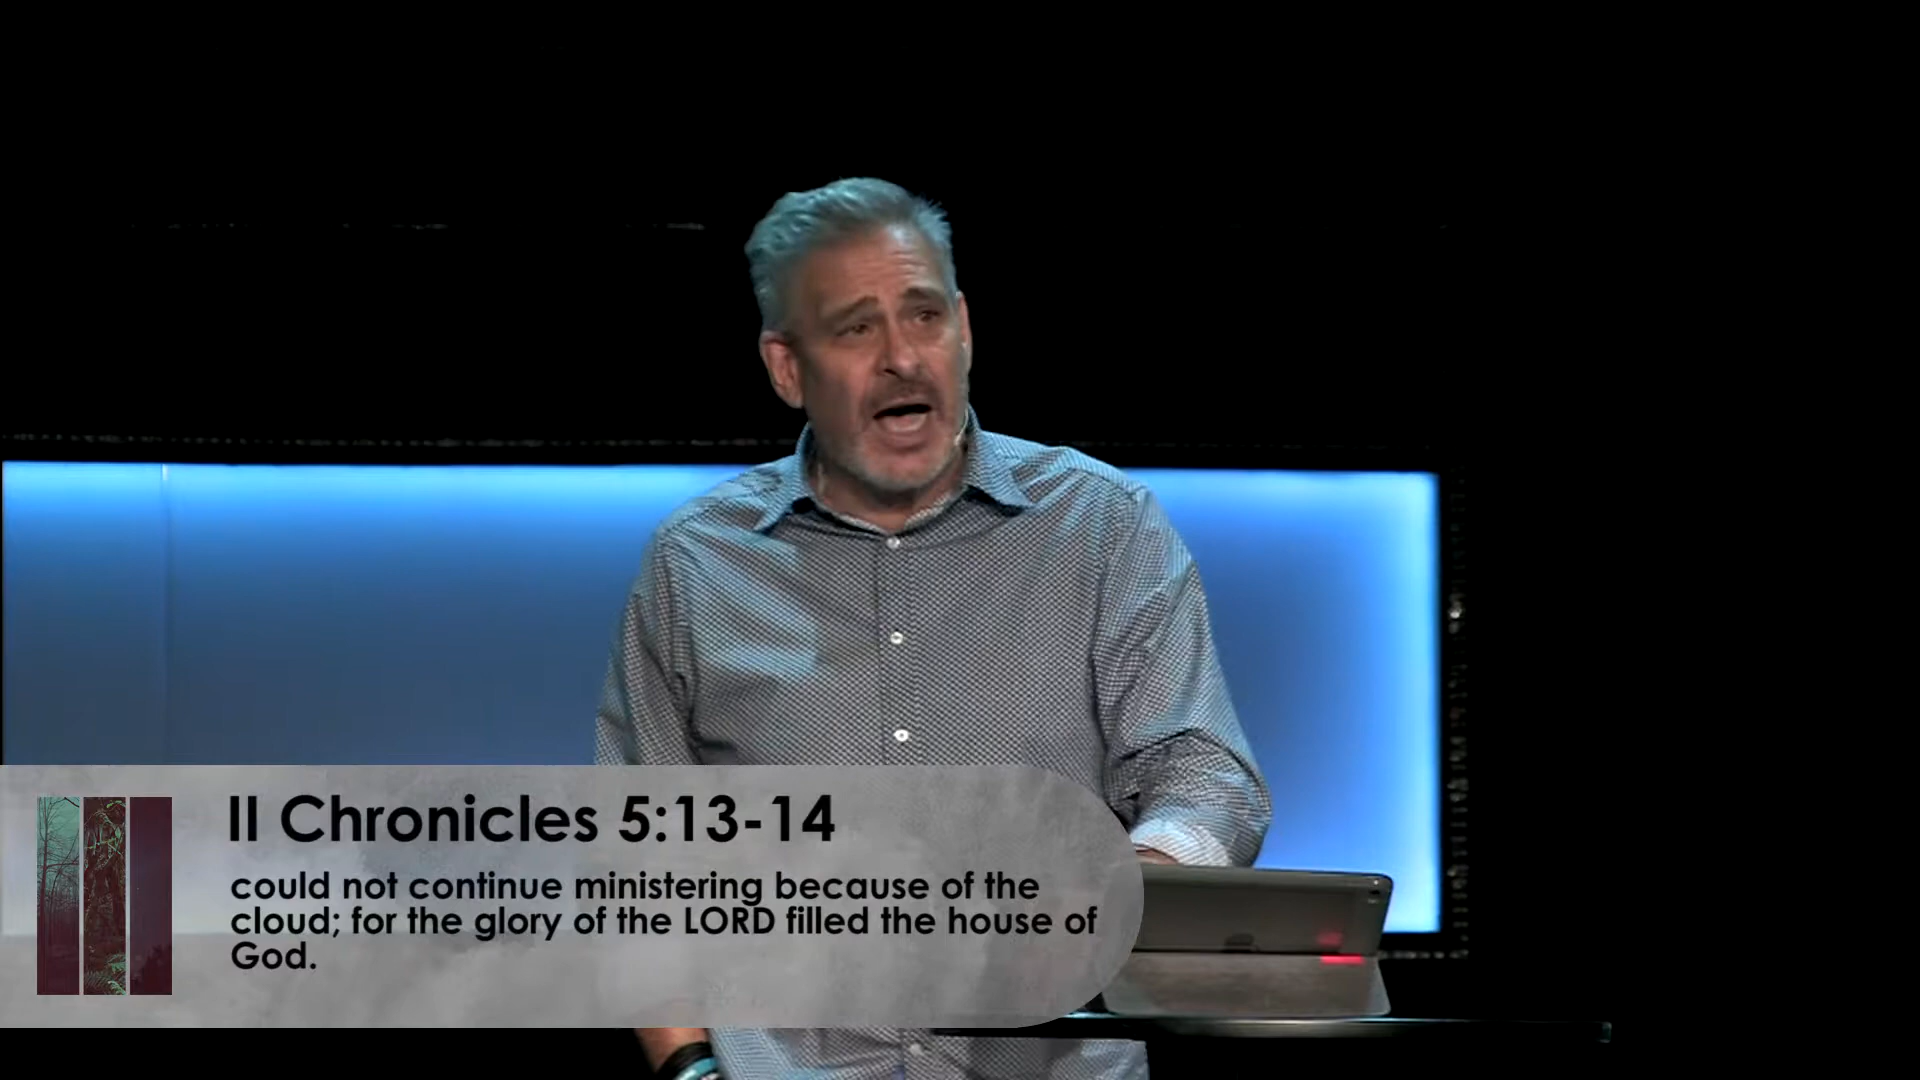 II Chronicles 5:13-14
could not continue ministering because of the
cloud; for the glory of the LORD filled the house of
God.